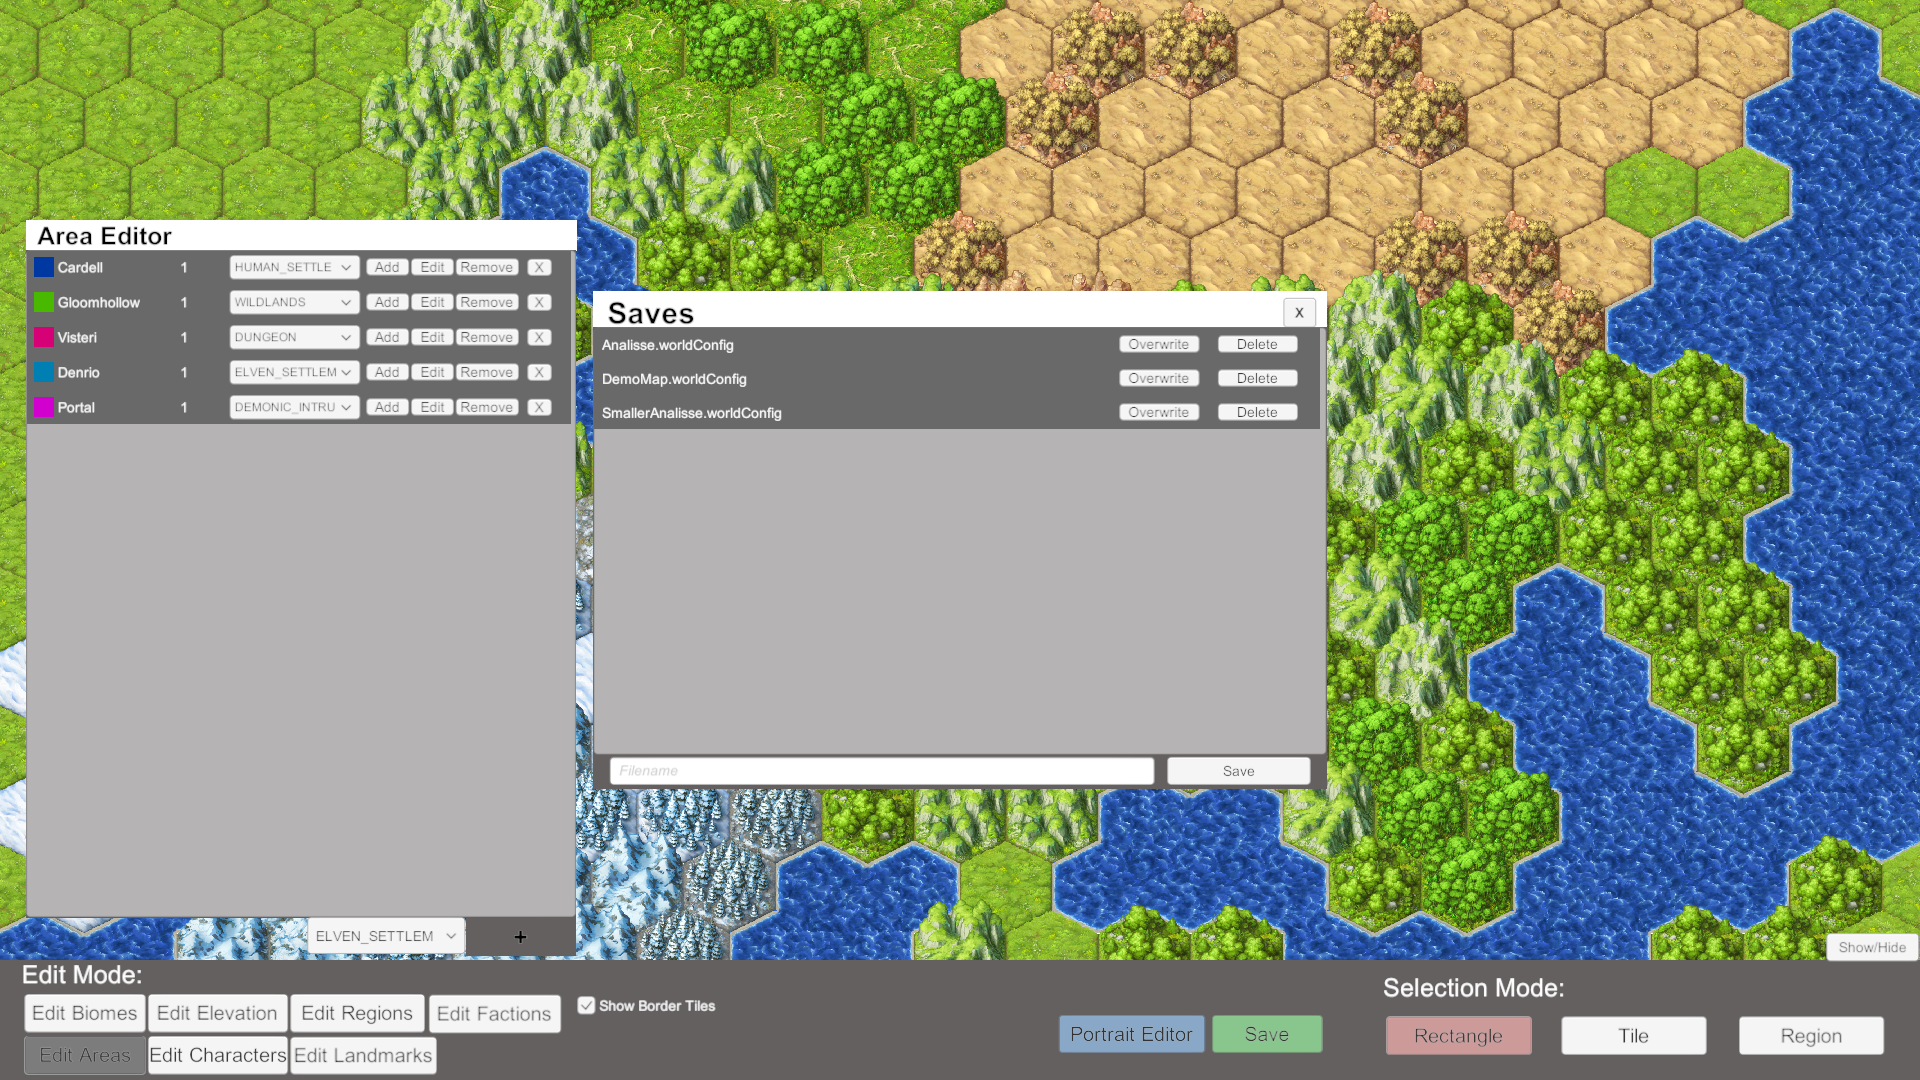 Area Editor
Cardell 1 HUMAN_SETTLE Add Edit Remove X
Gloomhollow 1 WILDLANDS Add Edit Remove X
Visteri 1 DUNGEON Add Edit Remove X
Denrio 1 ELVEN_SETTLEM Add Edit Remove X
Portal 1 DEMONIC_INTRU Add Edit Remove X
ELVEN_SETTLEM +
Saves X
Analisse.worldConfig Overwrite Delete
DemoMap.worldConfig Overwrite Delete
SmallerAnalisse.worldConfig Overwrite Delete
Filename Save
Show/Hide
Edit Mode:
Edit Biomes Edit Elevation Edit Regions Edit Factions
Edit Areas Edit Characters Edit Landmarks
Show Border Tiles
Portrait Editor Save
Selection Mode:
Rectangle Tile Region